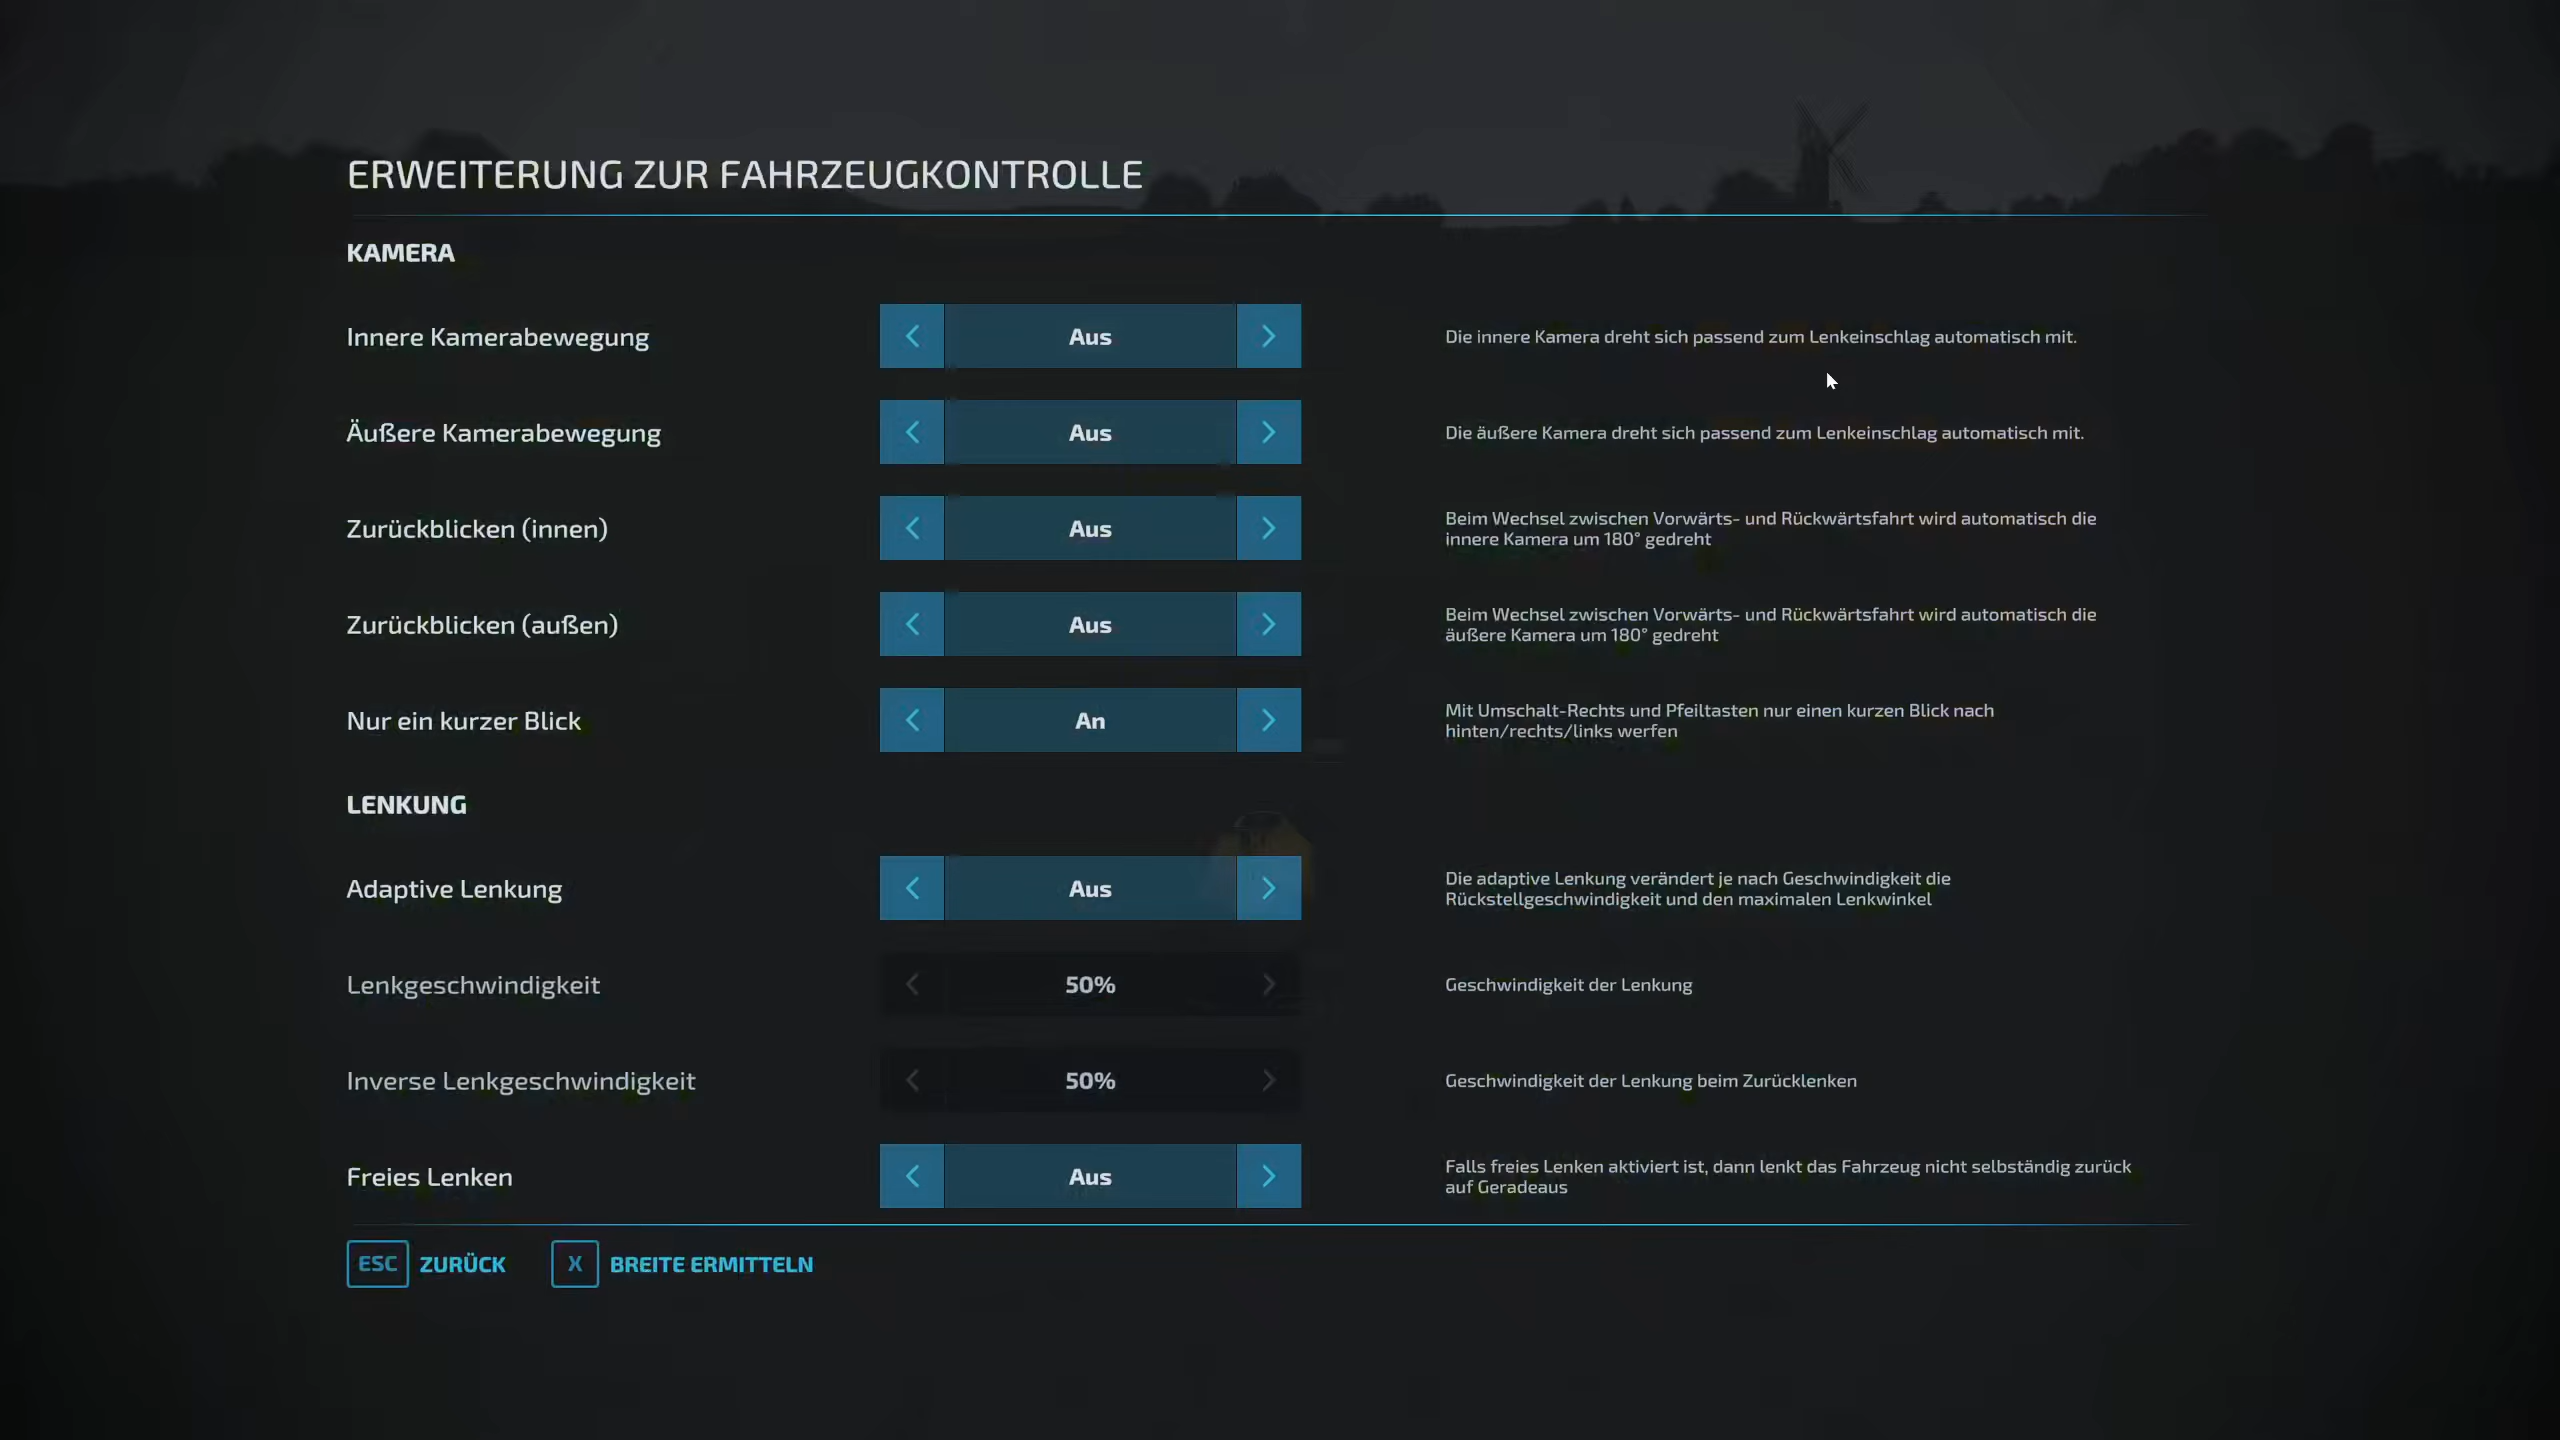 ERWEITERUNG ZUR FAHRZEUGKONTROLLE
KAMERA
Innere Kamerabewegung
Aus
Die innere Kamera dreht sich passend zum Lenkeinschlag automatisch mit.
Äußere Kamerabewegung
Aus
Die äußere Kamera dreht sich passend zum Lenkeinschlag automatisch mit.
Zurückblicken (innen)
Aus
Beim Wechsel zwischen Vorwärts- und Rückwärtsfahrt wird automatisch die
innere Kamera um 180° gedreht
Zurückblicken (außen)
Aus
Beim Wechsel zwischen Vorwärts- und Rückwärtsfahrt wird automatisch die
äußere Kamera um 180° gedreht
Nur ein kurzer Blick
An
Mit Umschalt-Rechts und Pfeiltasten nur einen kurzen Blick nach
hinten/rechts/links werfen
LENKUNG
Adaptive Lenkung
Aus
Die adaptive Lenkung verändert je nach Geschwindigkeit die
Rückstellgeschwindigkeit und den maximalen Lenkwinkel
Lenkgeschwindigkeit
50%
Geschwindigkeit der Lenkung
Inverse Lenkgeschwindigkeit
50%
Geschwindigkeit der Lenkung beim Zurücklenken
Freies Lenken
Aus
Falls freies Lenken aktiviert ist, dann lenkt das Fahrzeug nicht selbständig zurück
auf Geradeaus
ESC ZURÜCK X BREITE ERMITTELN